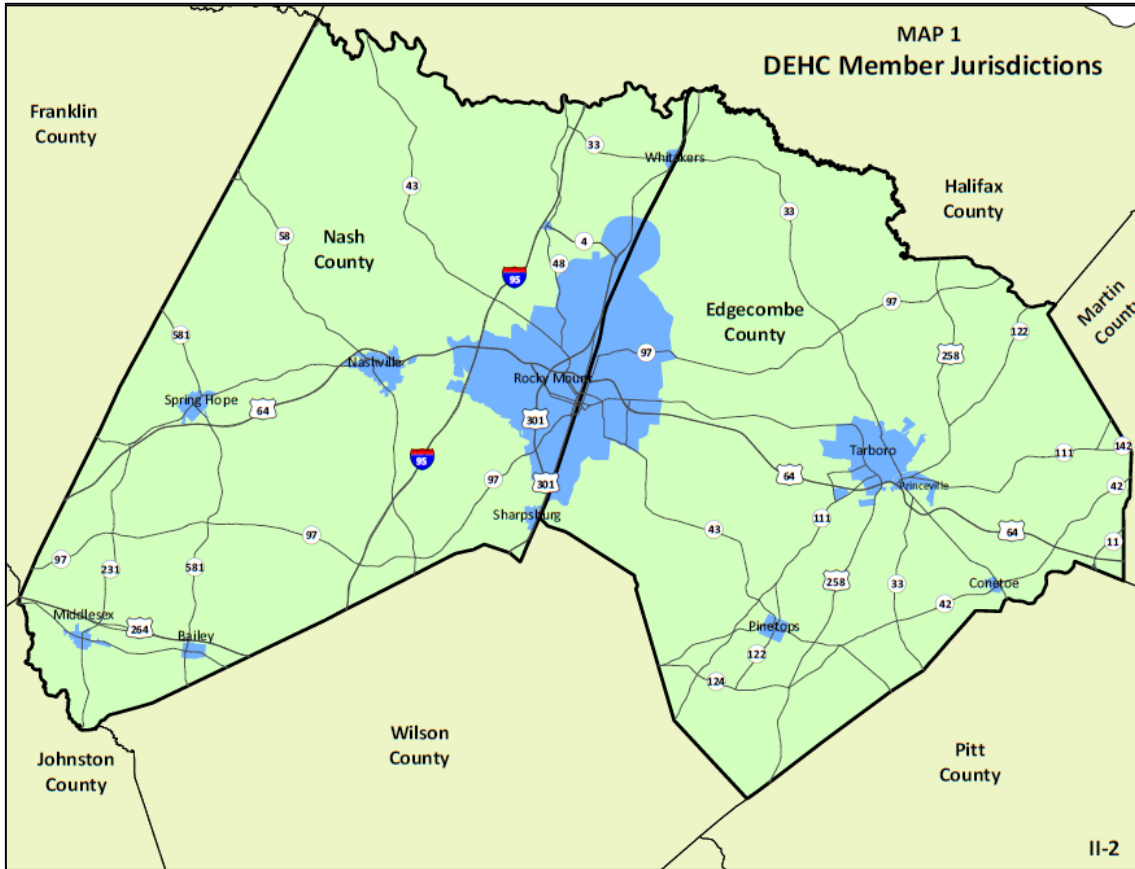 MAP 1
DEHC Member Jurisdictions
Franklin
County
33
Whitakers
Halifax
County
43
33
58
Nash
County
4
48
95
Martin
County
97
Edgecombe
County
122
581
258
97
Nashville
Rocky Mount
Spring Hope
64
301
Tarboro
142
95
111
97
301
64
Princeville
42
Sharpsburg
111
43
64
97
97
11
231
581
258
33
Conetoe
42
Middlesex
264
Bailey
Pinetops
122
124
Wilson
County
Johnston
County
Pitt
County
II-2